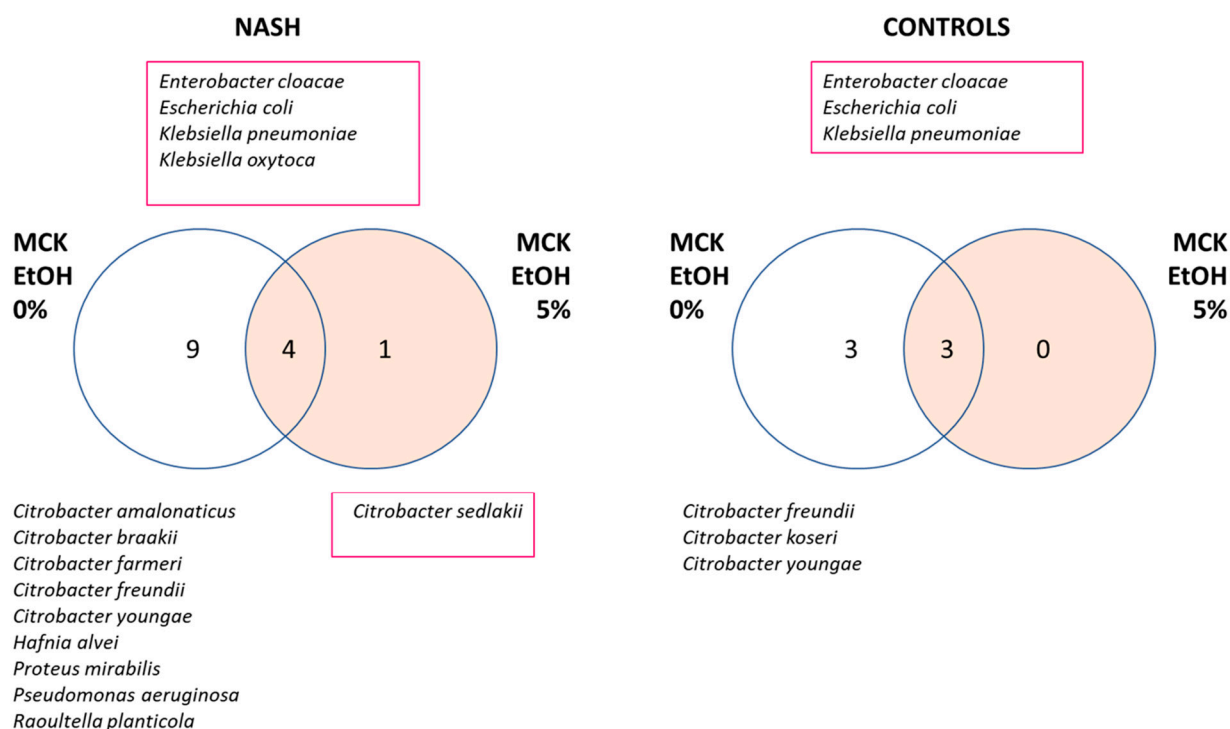 NASH
Enterobacter cloacae
Escherichia coli
Klebsiella pneumoniae
Klebsiella oxytoca
MCK
EtOH
0%
MCK
EtOH
5%
9
4
1
Citrobacter amalonaticus
Citrobacter braakii
Citrobacter farmeri
Citrobacter freundii
Citrobacter youngae
Hafnia alvei
Proteus mirabilis
Pseudomonas aeruginosa
Raoultella planticola
Citrobacter sedlakii
CONTROLS
Enterobacter cloacae
Escherichia coli
Klebsiella pneumoniae
MCK
EtOH
0%
MCK
EtOH
5%
3
3
0
Citrobacter freundii
Citrobacter koseri
Citrobacter youngae